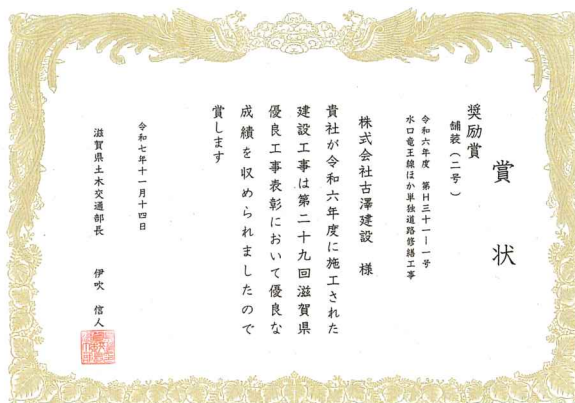 賞状
奨励賞
舗装(二号)
令和六年度 第H三十一ー一号
水口竜王線ほか単独道路修繕工事
株式会社古澤建設 様
貴社が令和六年度に施工された
建設工事は第二十九回滋賀県
優良工事表彰において優良な
成績を収められましたので
賞します
令和七年十一月十四日
滋賀県土木交通部長 伊吹 信人